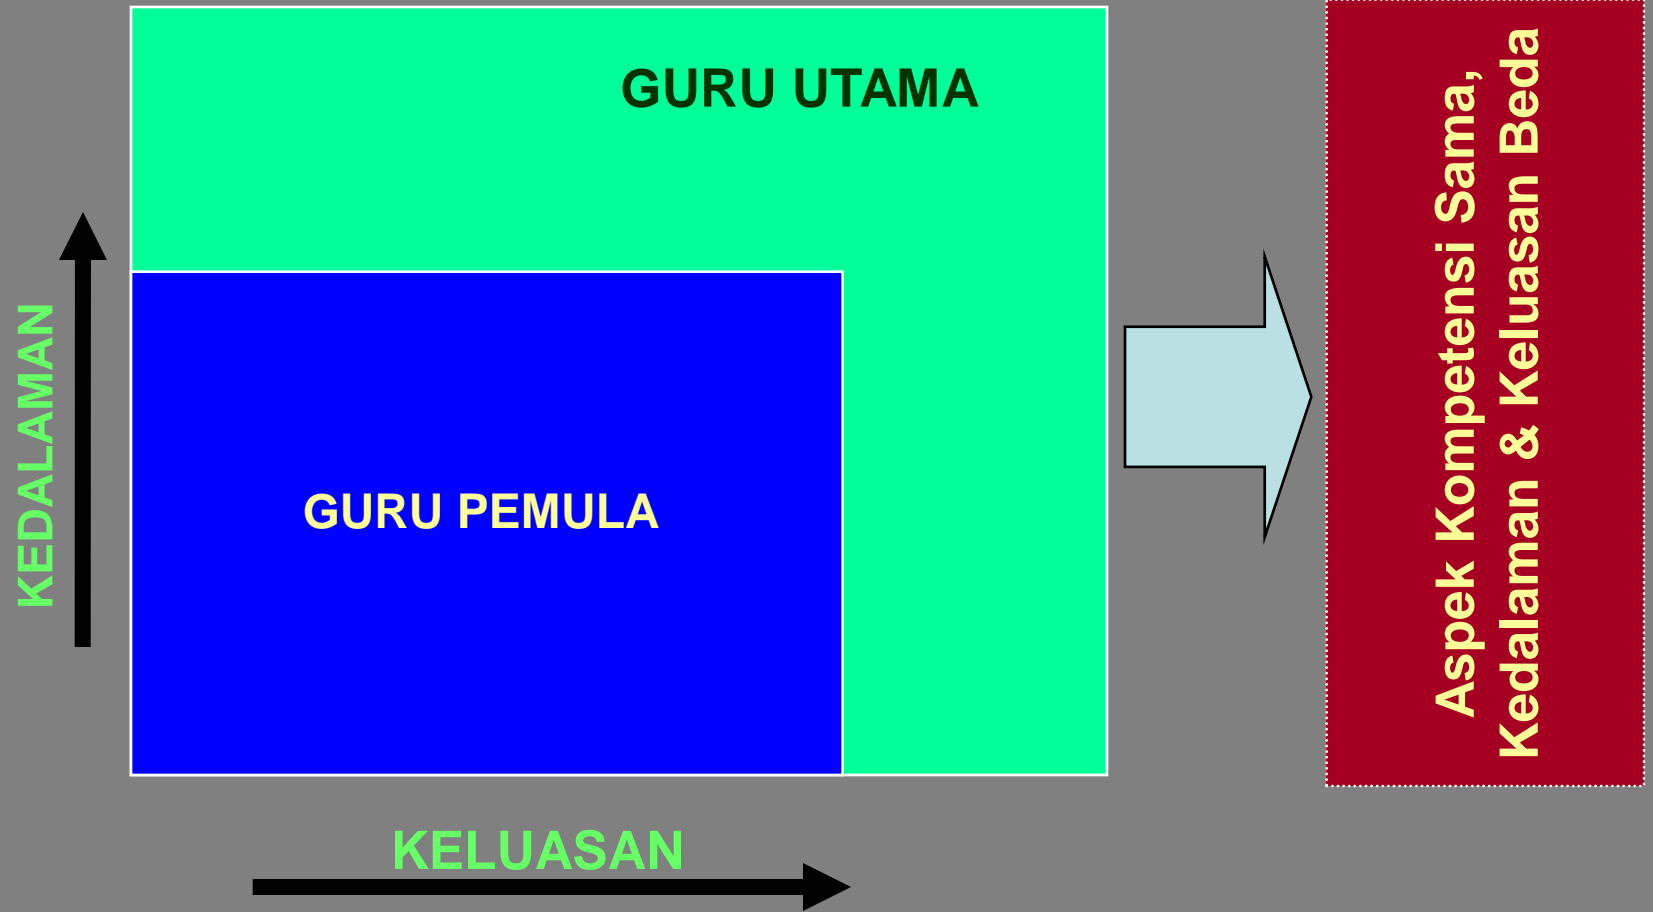 GURU UTAMA
KEDALAMAN
GURU PEMULA
KELUASAN
Aspek Kompetensi Sama,
Kedalaman & Keluasan Beda